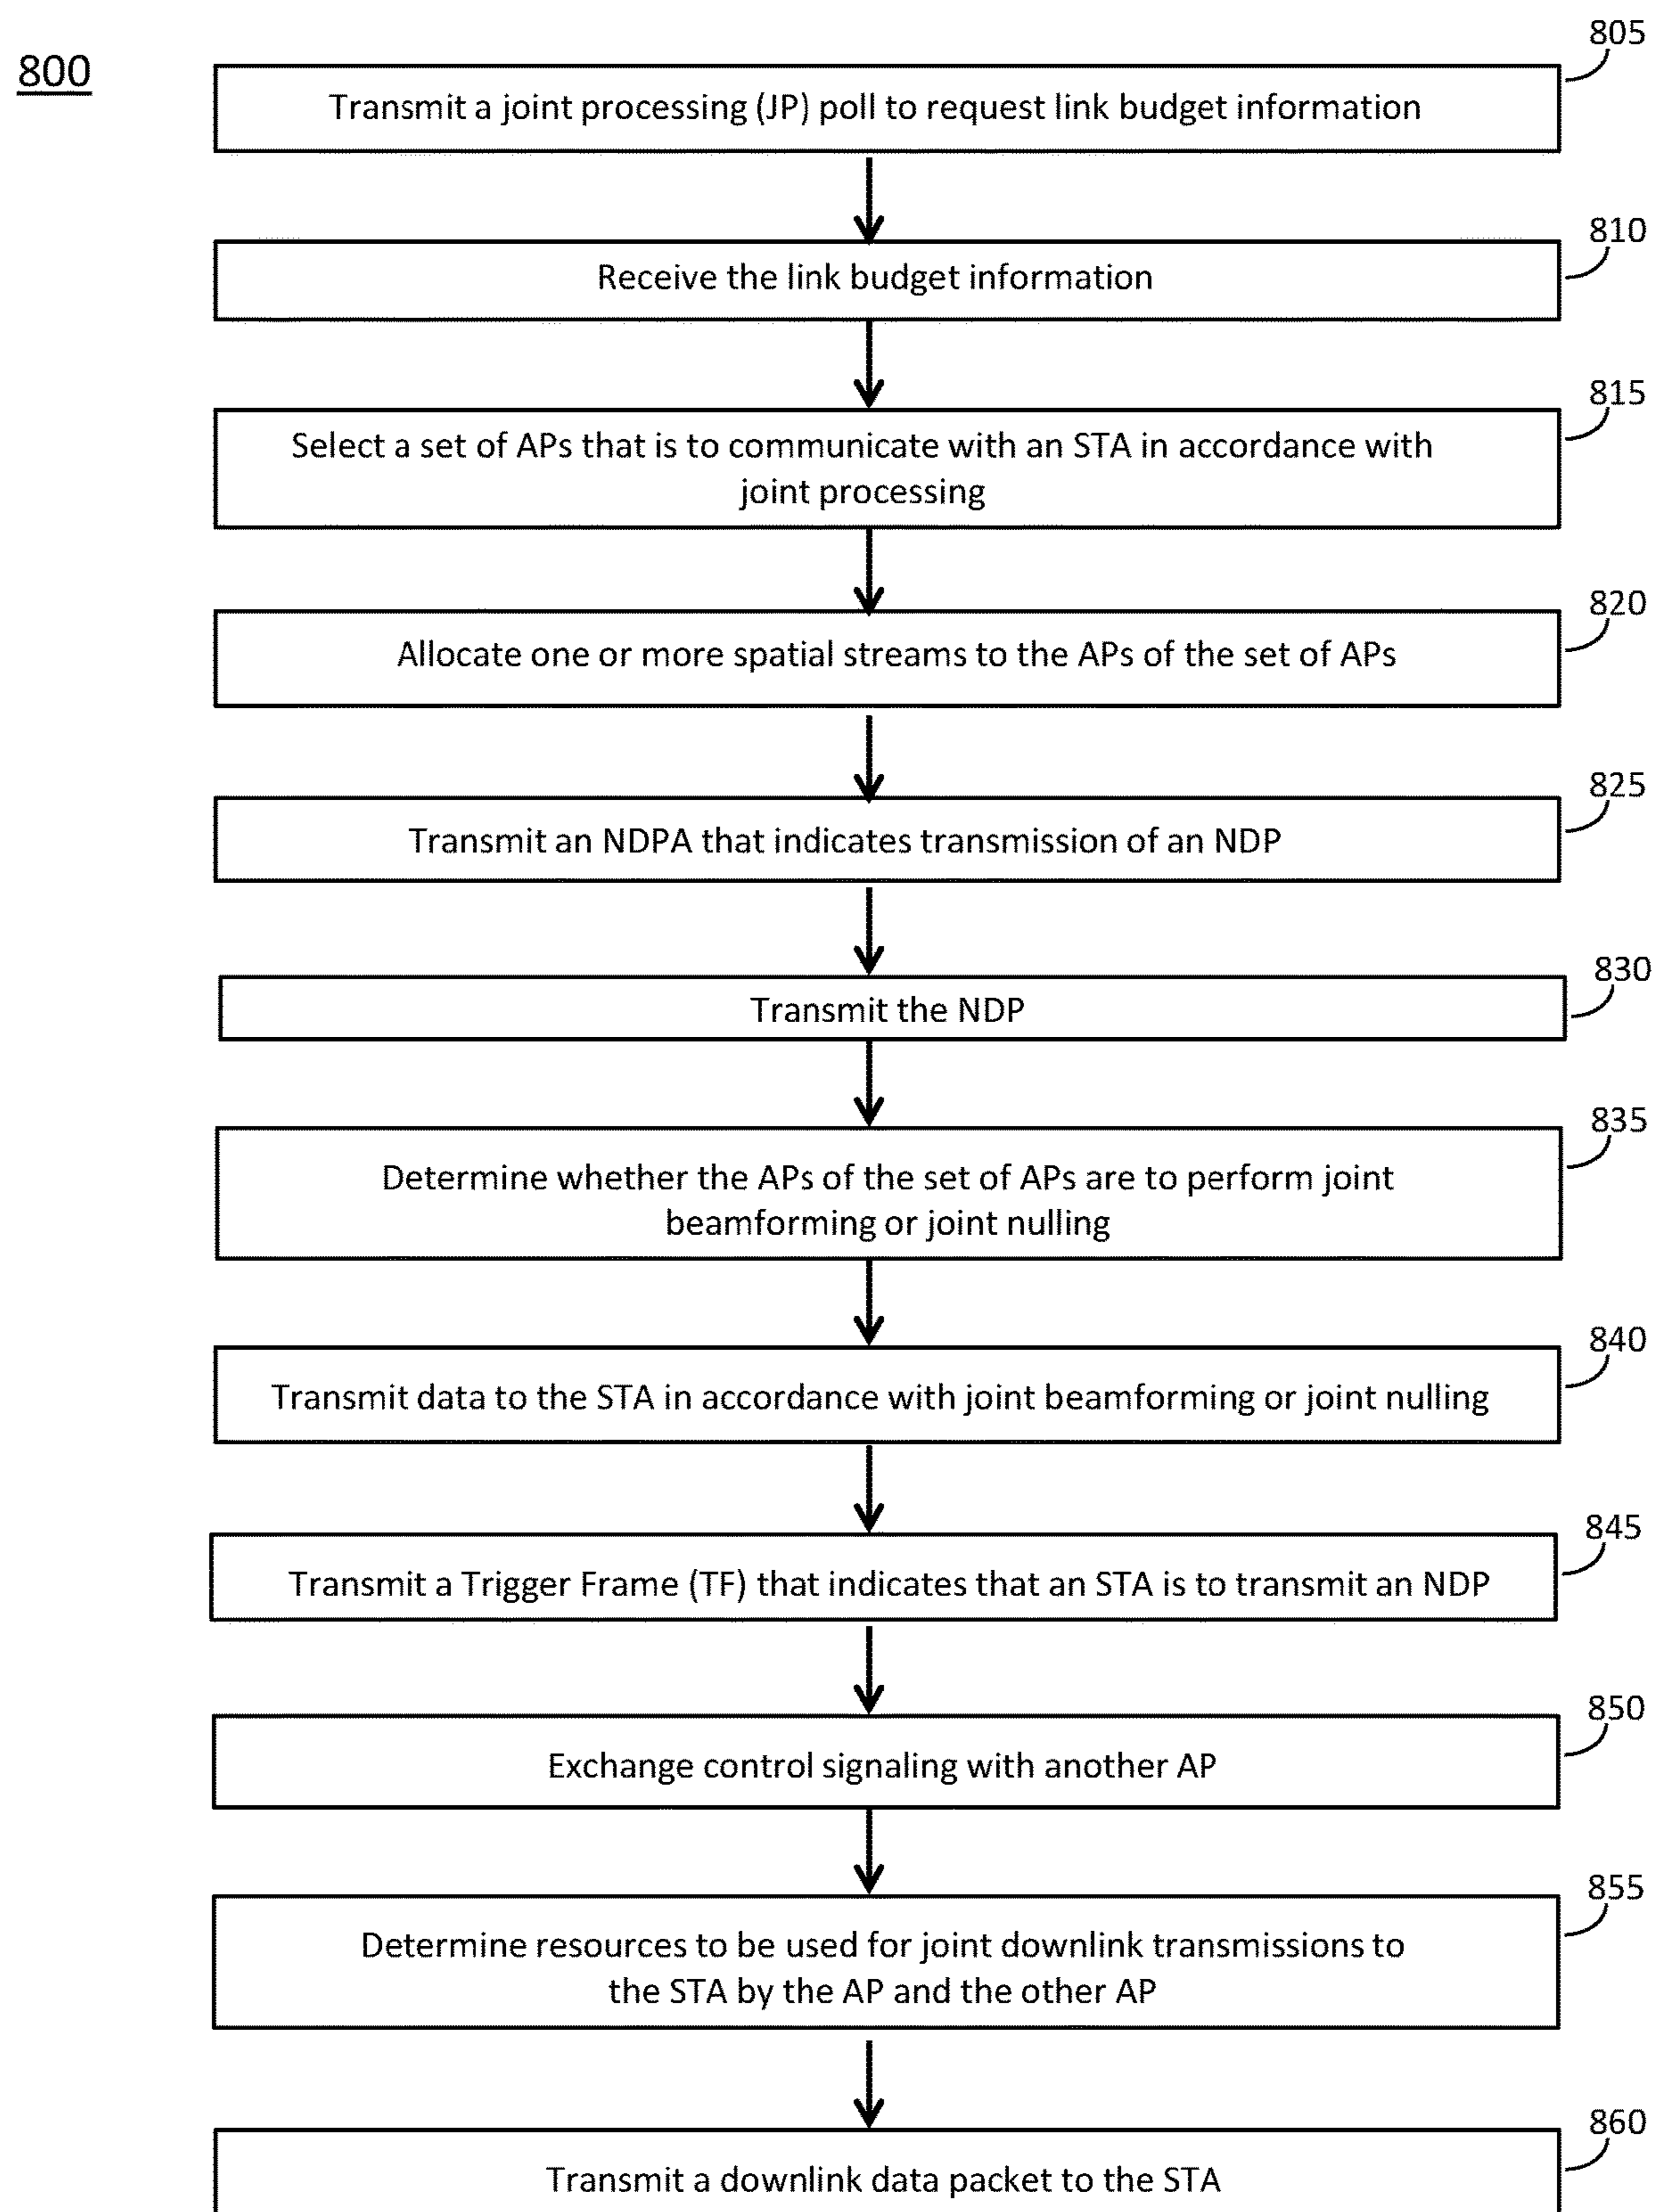 805
800
Transmit a joint processing (JP) poll to request link budget information
810
Receive the link budget information
815
Select a set of APs that is to communicate with an STA in accordance with
joint processing
820
Allocate one or more spatial streams to the APs of the set of APs
825
Transmit an NDPA that indicates transmission of an NDP
830
Transmit the NDP
835
Determine whether the APs of the set of APs are to perform joint
beamforming or joint nulling
840
Transmit data to the STA in accordance with joint beamforming or joint nulling
845
Transmit a Trigger Frame (TF) that indicates that an STA is to transmit an NDP
850
Exchange control signaling with another AP
855
Determine resources to be used for joint downlink transmissions to
the STA by the AP and the other AP
860
Transmit a downlink data packet to the STA